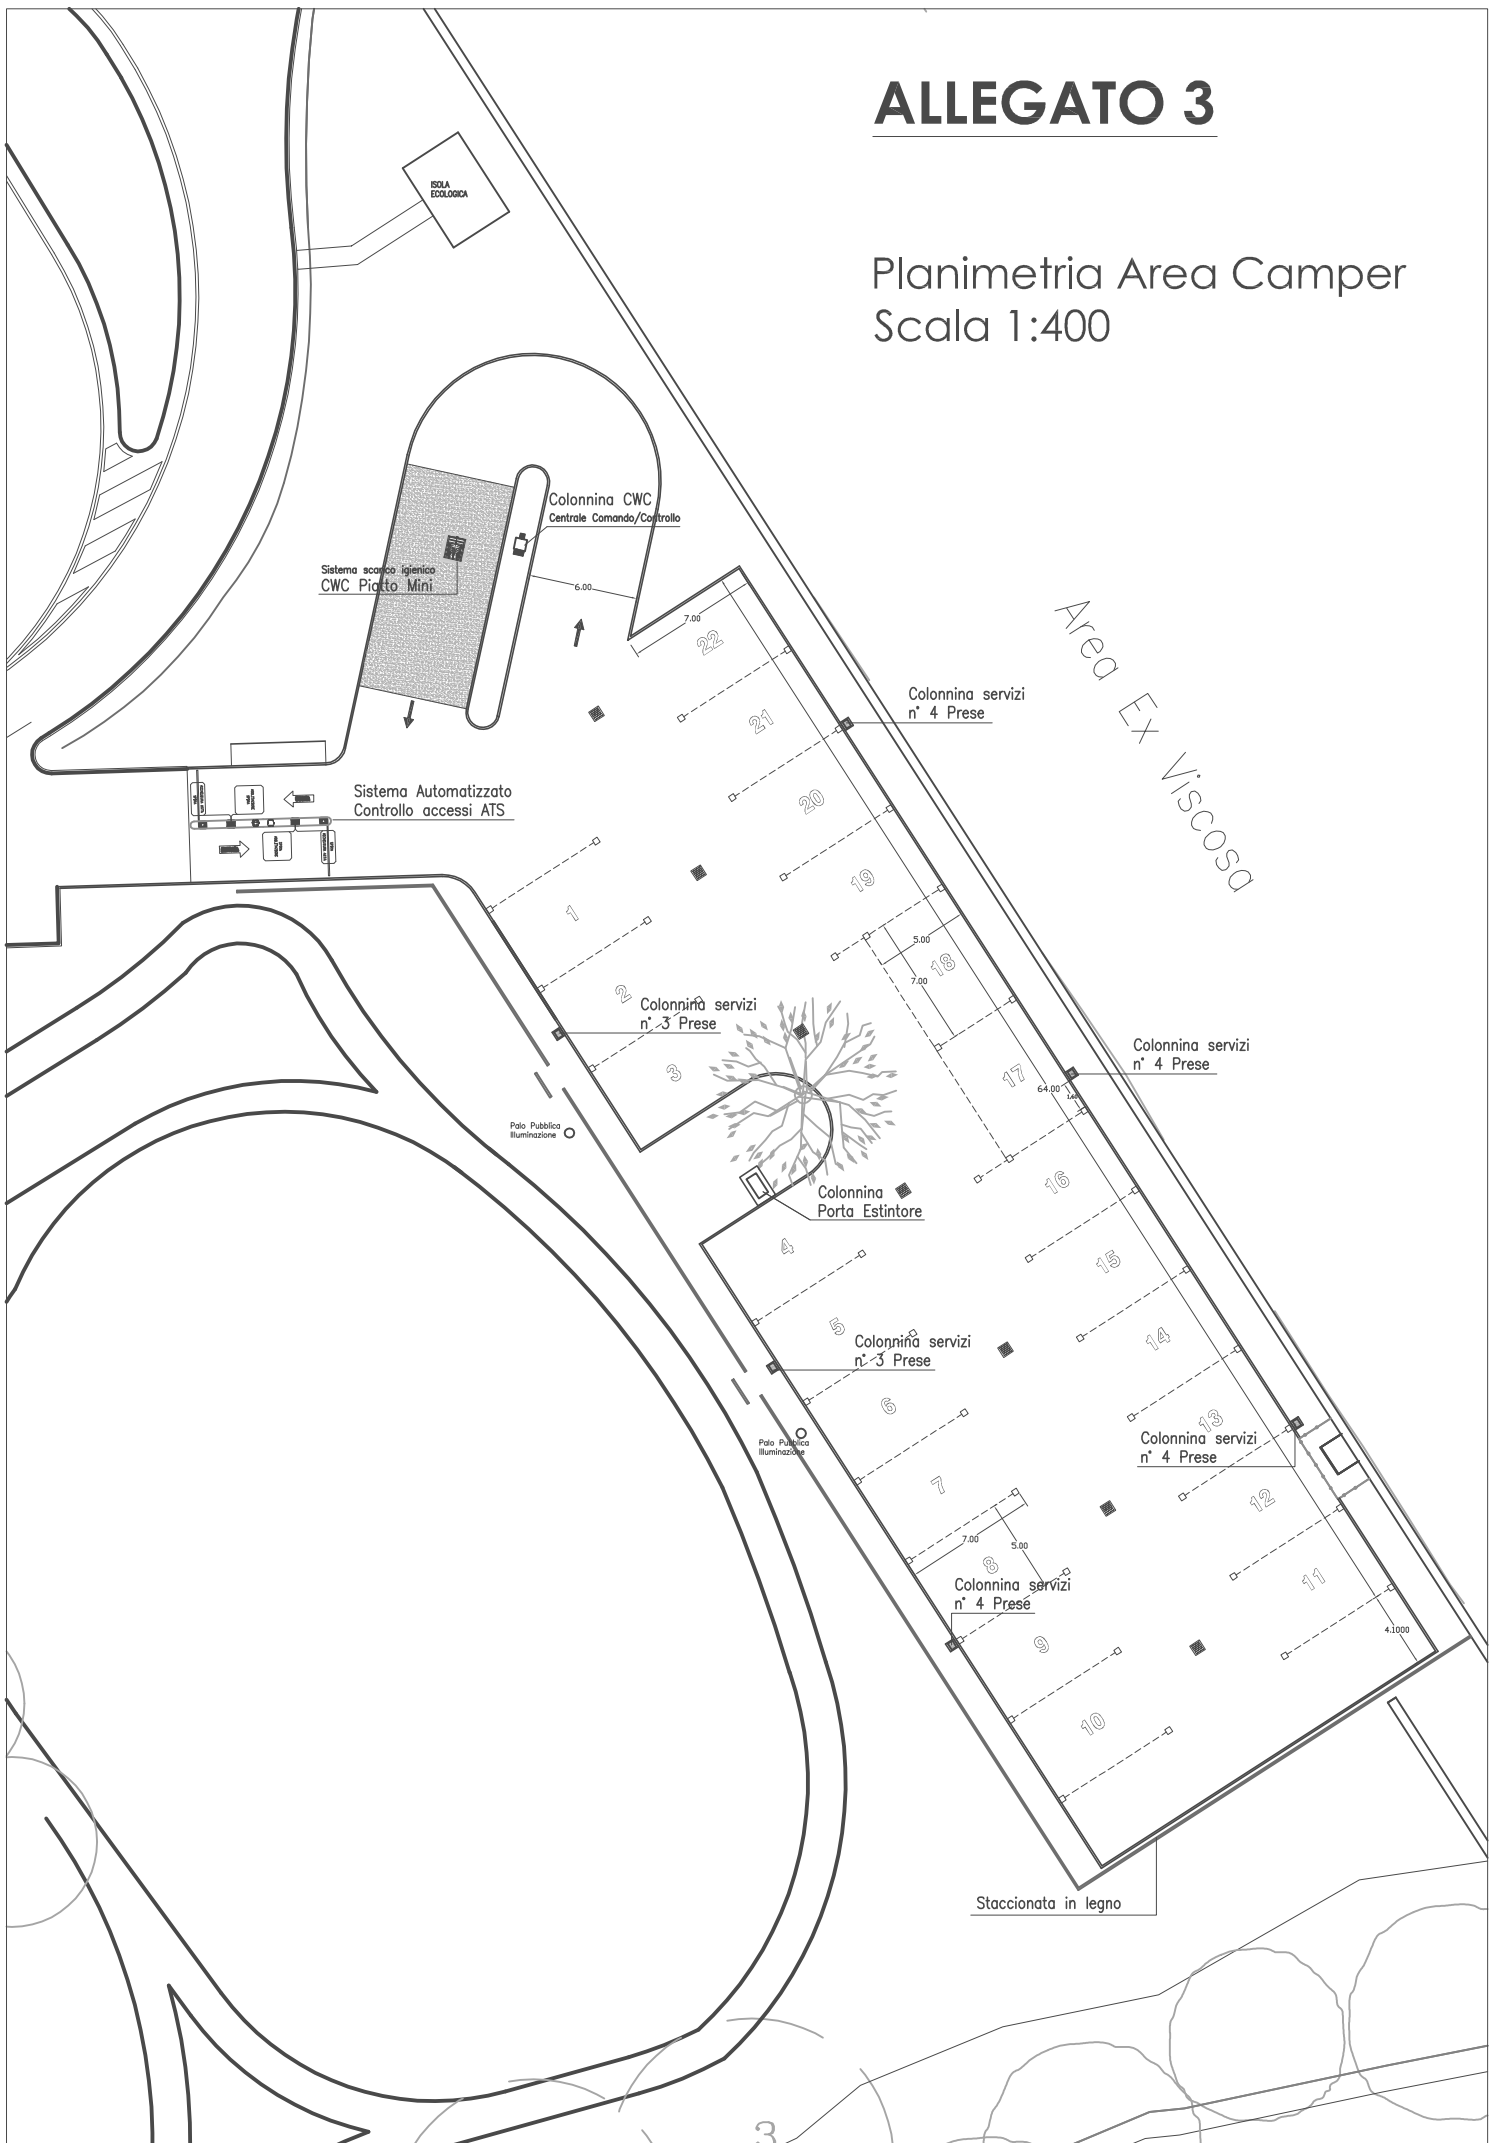 ALLEGATO 3
Planimetria Area Camper
Scala 1:400
ISOLA
ECOLOGICA
Colonnina CWC
Centrale Comando/Controllo
Sistema scarico igienico
CWC Piatto Mini
6.00
7.00
22
21
20
19
18
17
16
15
14
13
12
11
Area Ex Viscosa
Colonnina servizi
n° 4 Prese
Sistema Automatizzato
Controllo accessi ATS
1
2
3
5.00
7.00
Colonnina servizi
n° 3 Prese
Colonnina servizi
n° 4 Prese
64.00
1.60
Palo Pubblica
Illuminazione
Colonnina
Porta Estintore
4
5
6
7
8
9
10
Colonnina servizi
n° 3 Prese
Palo Pubblica
Illuminazione
Colonnina servizi
n° 4 Prese
7.00
5.00
Colonnina servizi
n° 4 Prese
4.1000
Staccionata in legno
3